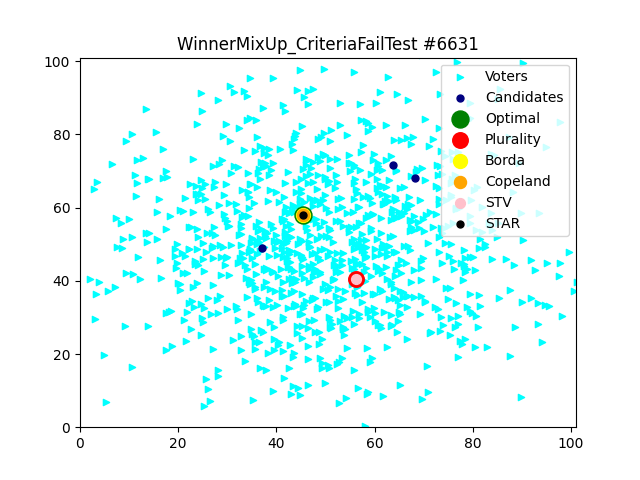 WinnerMixUp_CriteriaFailTest #6631
100
80
60
40
20
0
0 20 40 60 80 100
Voters
Candidates
Optimal
Plurality
Borda
Copeland
STV
STAR